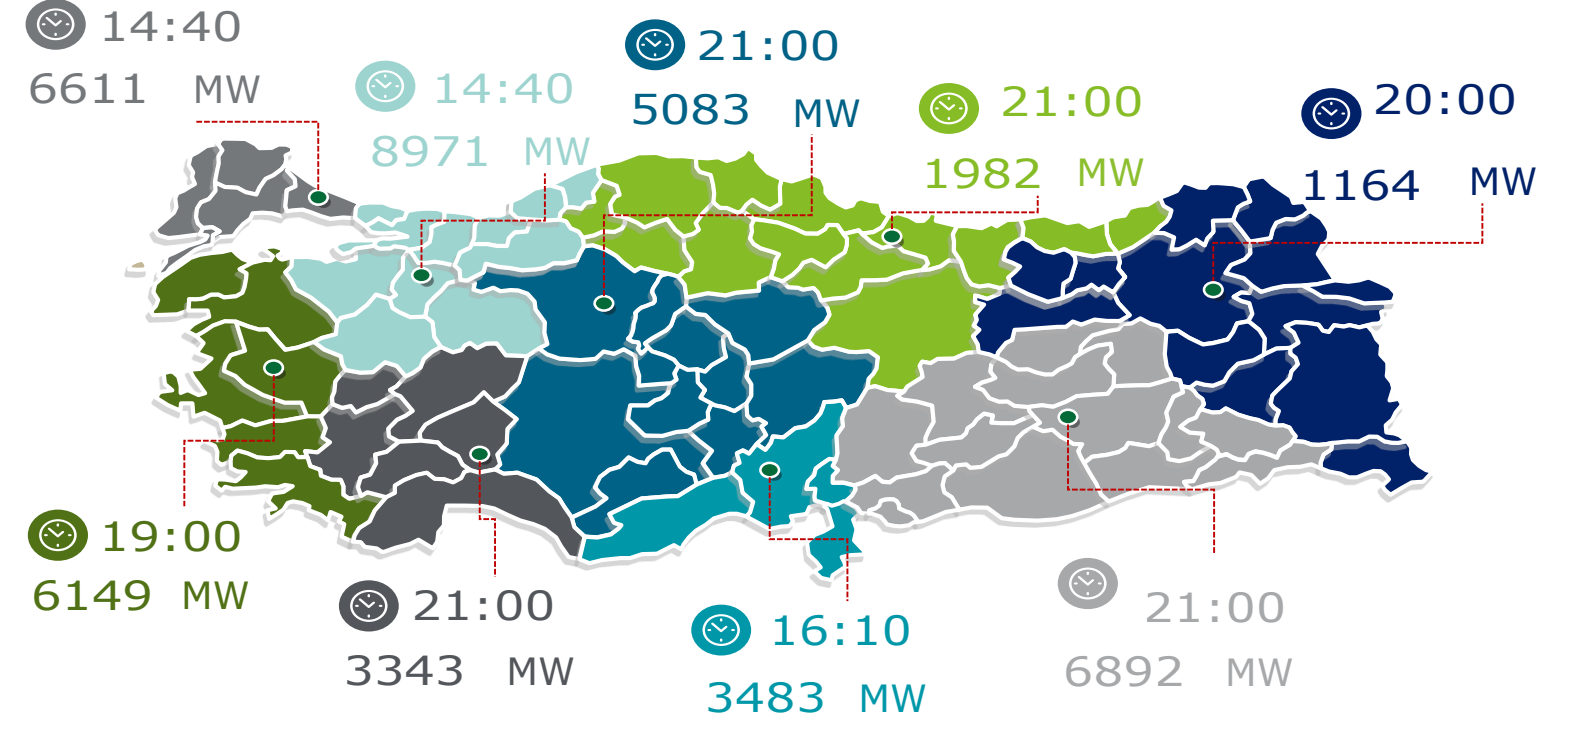 14:40
6611 MW
14:40
8971 MW
21:00
5083 MW
21:00
1982 MW
20:00
1164 MW
19:00
6149 MW
21:00
3343 MW
16:10
3483 MW
21:00
6892 MW